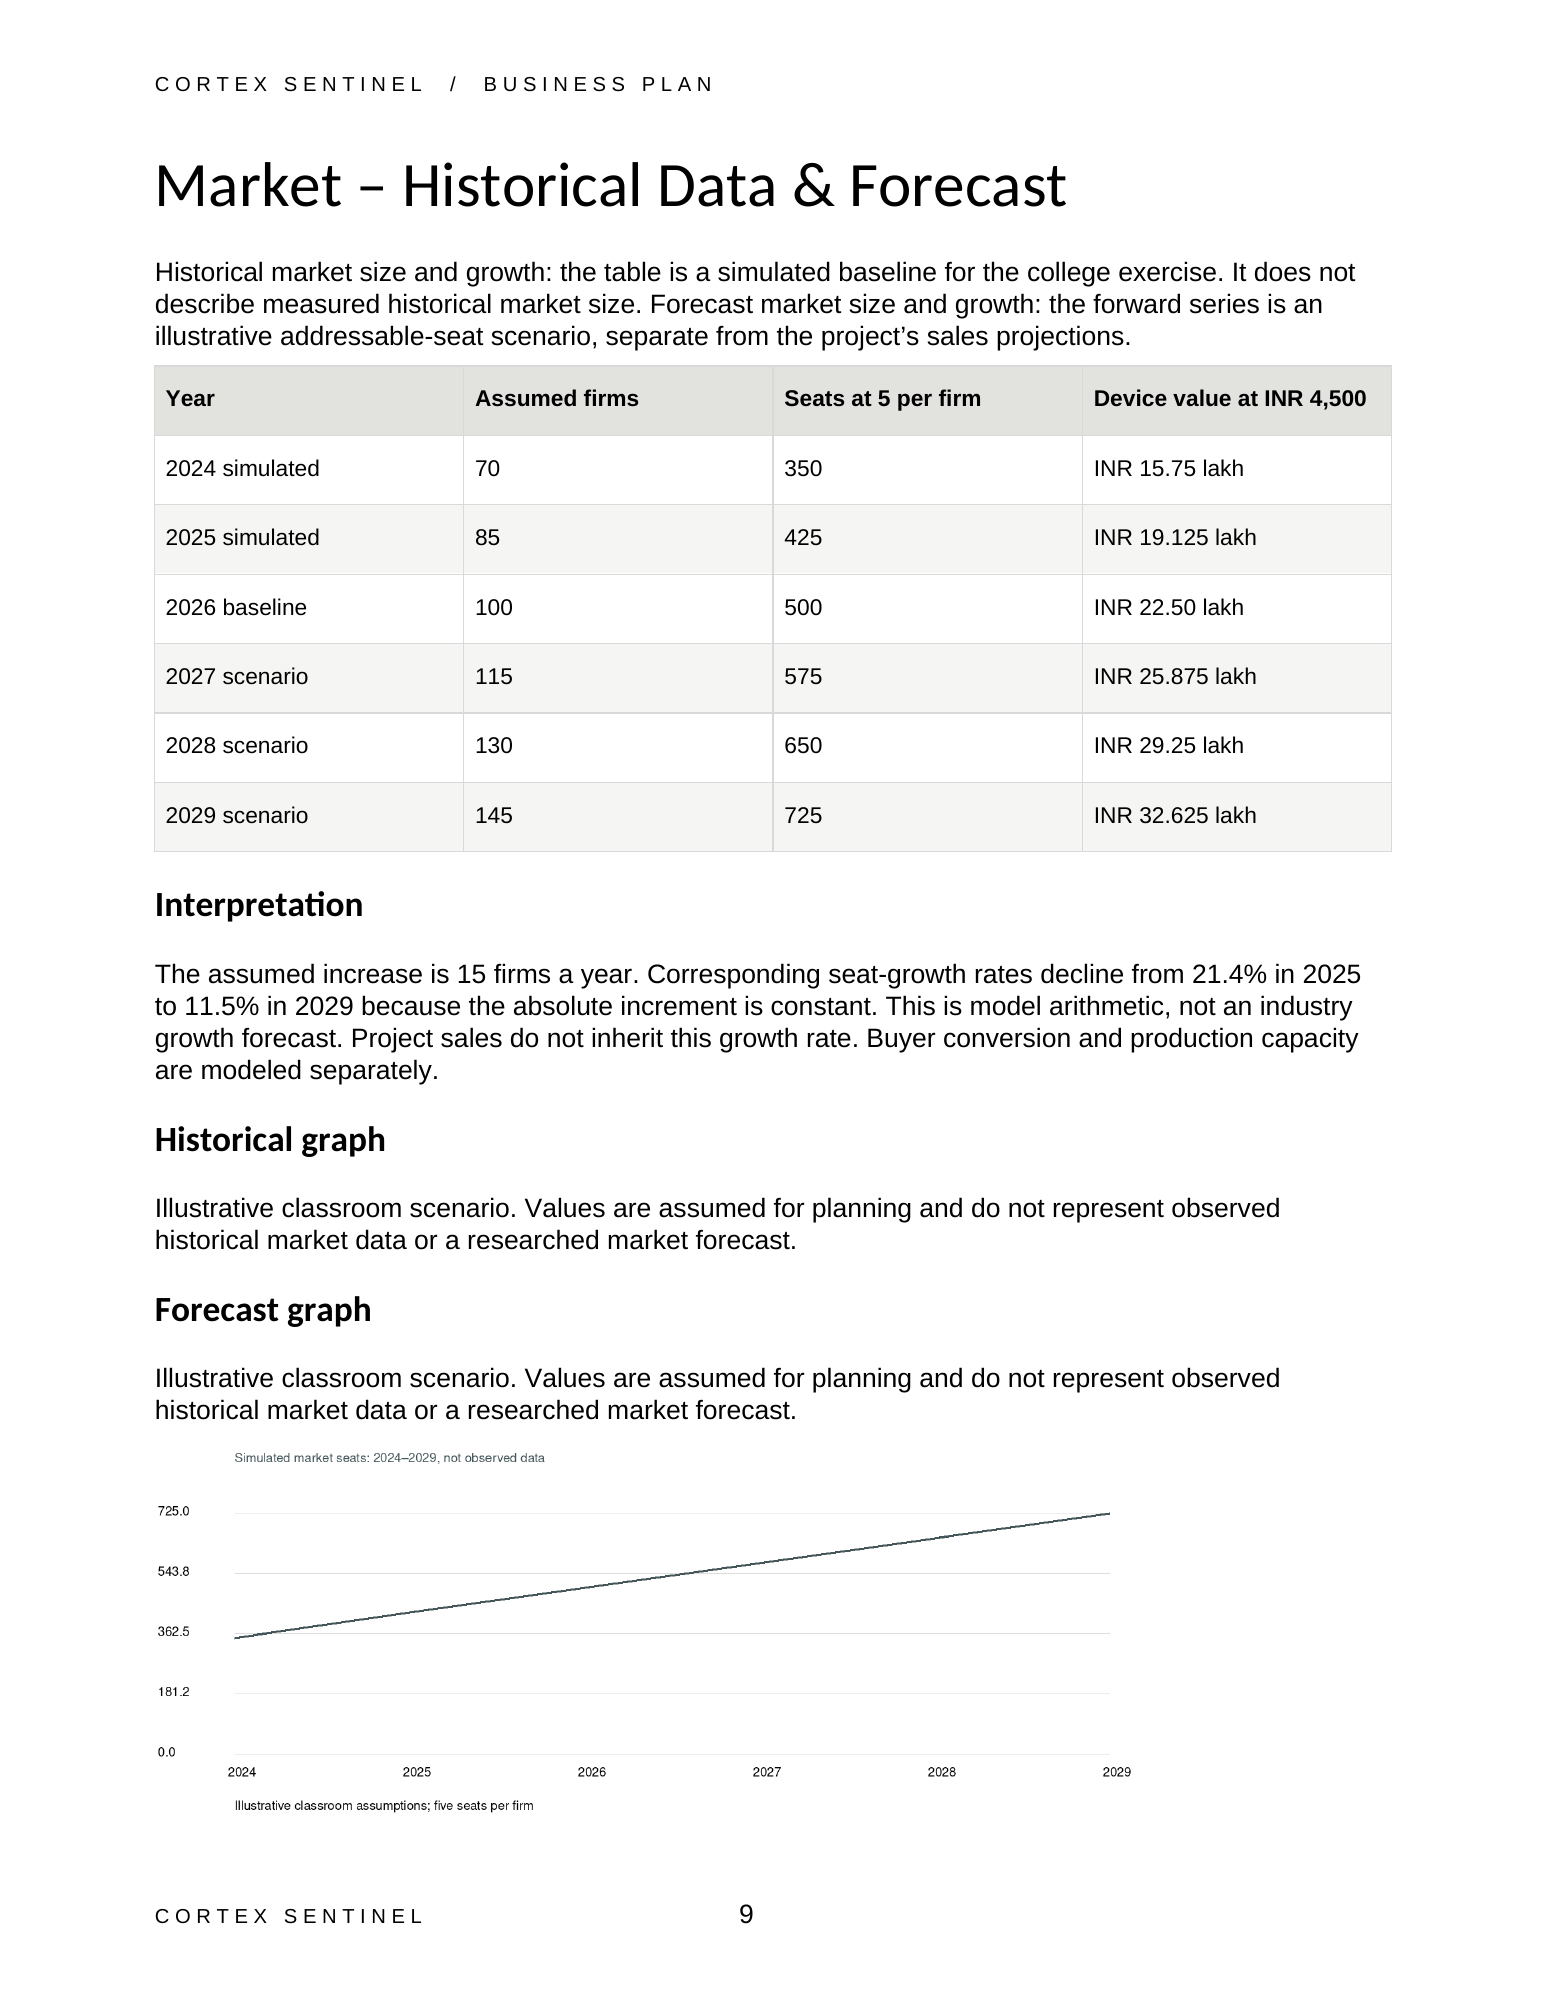 CORTEX SENTINEL / BUSINESS PLAN
Market – Historical Data & Forecast
Historical market size and growth: the table is a simulated baseline for the college exercise. It does not
describe measured historical market size. Forecast market size and growth: the forward series is an
illustrative addressable-seat scenario, separate from the project’s sales projections.
Year Assumed firms Seats at 5 per firm Device value at INR 4,500
2024 simulated 70 350 INR 15.75 lakh
2025 simulated 85 425 INR 19.125 lakh
2026 baseline 100 500 INR 22.50 lakh
2027 scenario 115 575 INR 25.875 lakh
2028 scenario 130 650 INR 29.25 lakh
2029 scenario 145 725 INR 32.625 lakh
Interpretation
The assumed increase is 15 firms a year. Corresponding seat-growth rates decline from 21.4% in 2025
to 11.5% in 2029 because the absolute increment is constant. This is model arithmetic, not an industry
growth forecast. Project sales do not inherit this growth rate. Buyer conversion and production capacity
are modeled separately.
Historical graph
Illustrative classroom scenario. Values are assumed for planning and do not represent observed
historical market data or a researched market forecast.
Forecast graph
Illustrative classroom scenario. Values are assumed for planning and do not represent observed
historical market data or a researched market forecast.
Simulated market seats: 2024–2029, not observed data
725.0
543.8
362.5
181.2
0.0
2024 2025 2026 2027 2028 2029
Illustrative classroom assumptions; five seats per firm
CORTEX SENTINEL 9